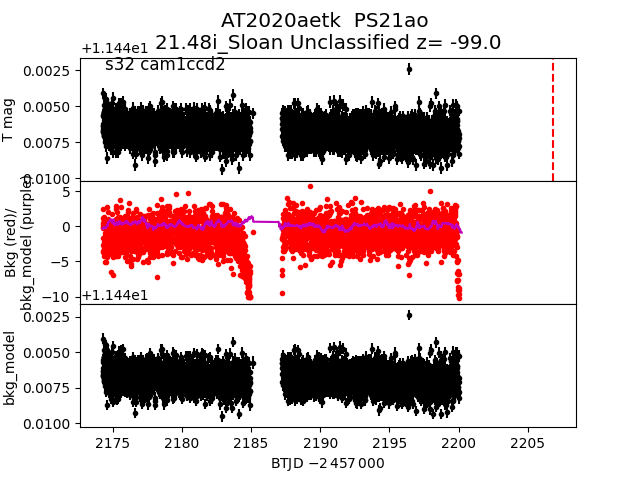 AT2020aetk  PS21ao
21.48i_Sloan Unclassified z= -99.0
+1.144e1
s32 cam1ccd2
0.0025
0.0050
0.0075
0.0100
T mag
5
0
−5
−10
Bkg (red)/
bkg_model (purple)
+1.144e1
0.0025
0.0050
0.0075
0.0100
bkg_model
2175 2180 2185 2190 2195 2200 2205
BTJD −2 457 000